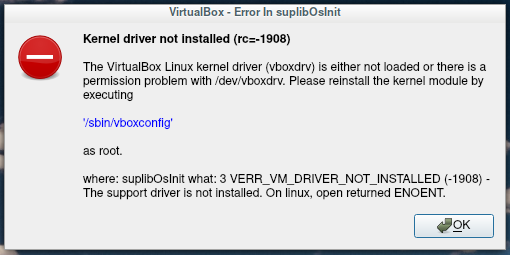 VirtualBox - Error In suplibOsInit
Kernel driver not installed (rc=-1908)
The VirtualBox Linux kernel driver (vboxdrv) is either not loaded or there is a
permission problem with /dev/vboxdrv. Please reinstall the kernel module by
executing
'/sbin/vboxconfig'
as root.
where: suplibOsInit what: 3 VERR_VM_DRIVER_NOT_INSTALLED (-1908) -
The support driver is not installed. On linux, open returned ENOENT.
OK